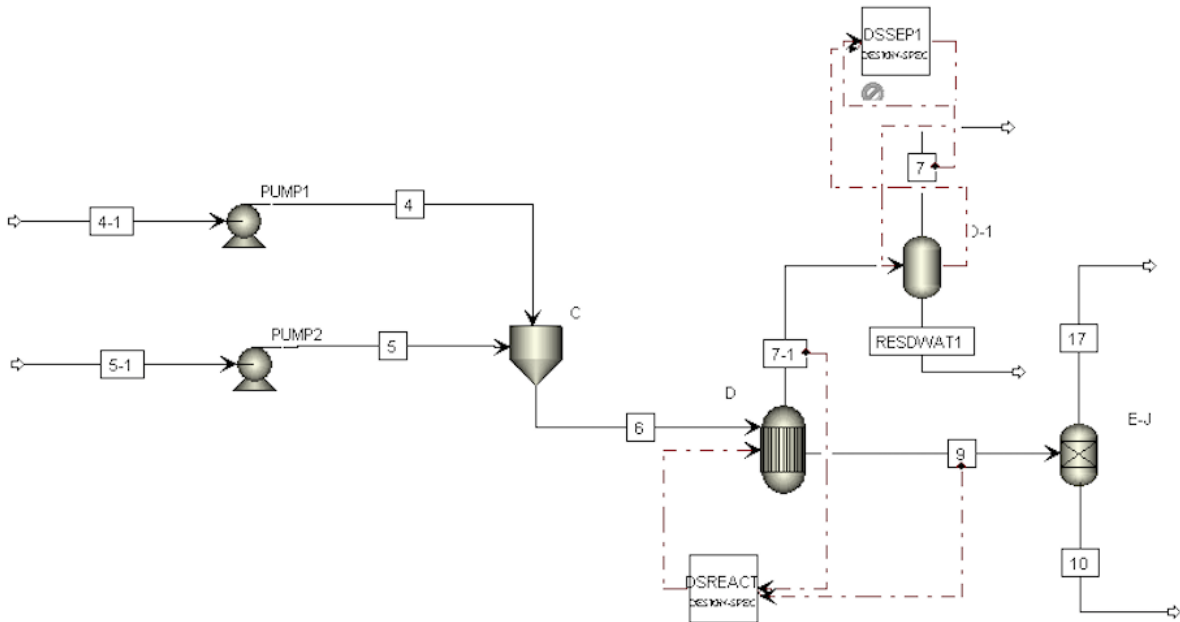 DSSEP1
DESIGN-SPEC
7
PUMP1
4
4-1
D-1
C
PUMP2
5
5-1
RESDWAT1
17
7-1
D
6
E-J
9
10
DSREACT
DESIGN-SPEC